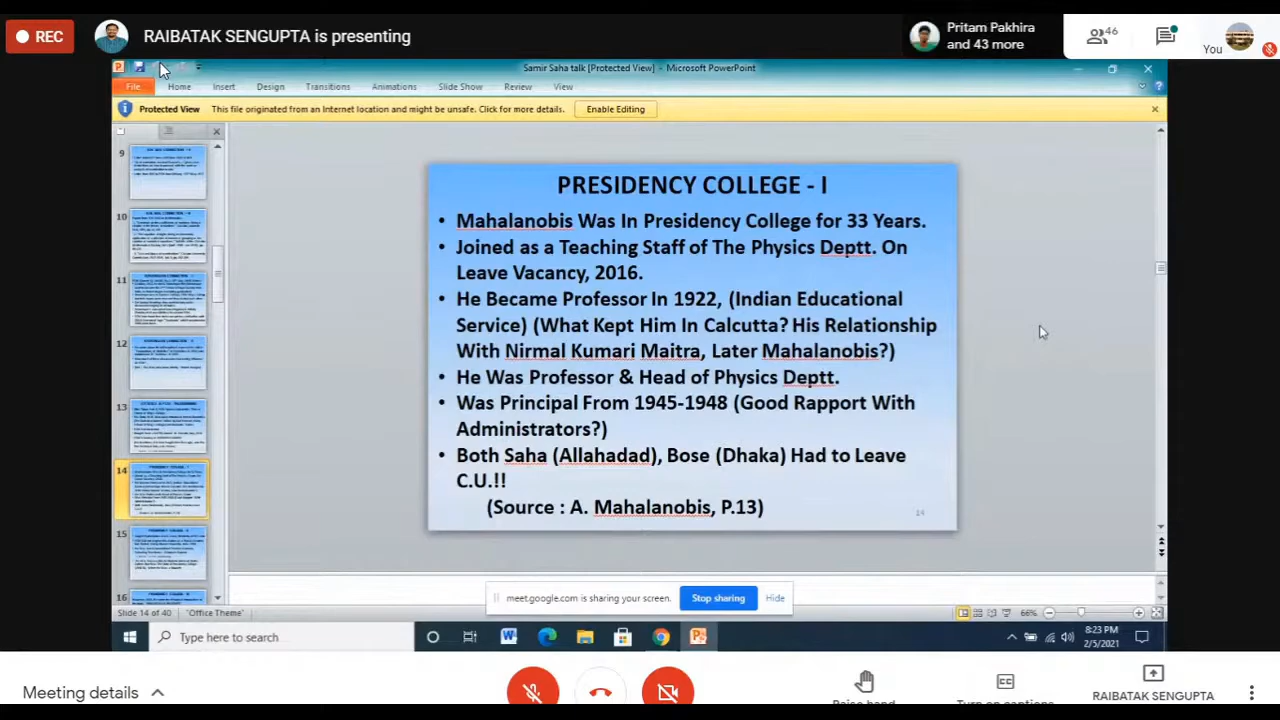 REC
RAIBATAK SENGUPTA is presenting
Pritam Pakhira
and 43 more
46
You
Samir Saha talk [Protected View] - Microsoft PowerPoint
File Home Insert Design Transitions Animations Slide Show Review View
Protected View This file originated from an Internet location and might be unsafe. Click for more details. Enable Editing
9
10
11
12
13
14
15
16
PRESIDENCY COLLEGE - I
• Mahalanobis Was in Presidency College for 33 Years.
• Joined as a Teaching Staff of The Physics Deptt. On
Leave Vacancy, 2016.
• He Became Professor In 1922, (Indian Educational
Service) (What Kept Him In Calcutta? His Relationship
With Nirmal Kumari Maitra, Later Mahalanobis?)
• He Was Professor & Head of Physics Deptt.
• Was Principal From 1945-1948 (Good Rapport With
Administrators?)
• Both Saha (Allahadad), Bose (Dhaka) Had to Leave
C.U.!!
(Source : A. Mahalanobis, P.13)
14
meet.google.com is sharing your screen. Stop sharing Hide
Slide 14 of 40 'Office Theme' 66%
Type here to search
8:23 PM
2/5/2021
Meeting details
Raise hand
Turn on captions
RAIBATAK SENGUPTA